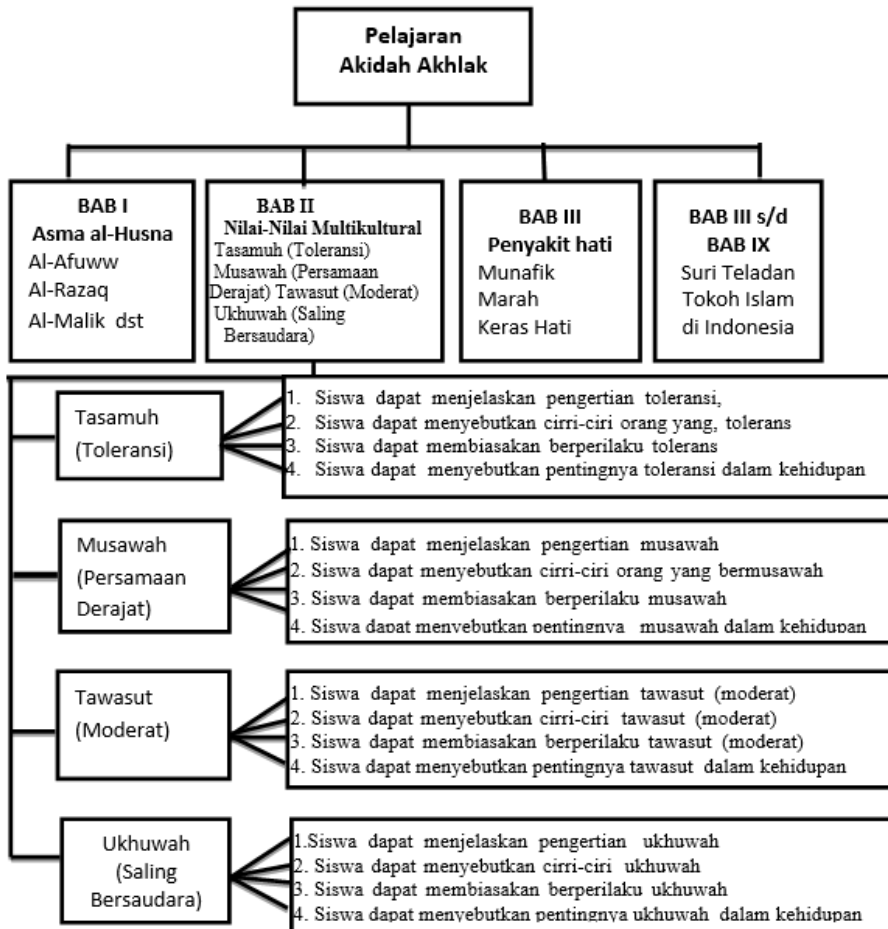 Pelajaran
Akidah Akhlak
BAB I
Asma al-Husna
Al-Afuww
Al-Razaq
Al-Malik dst
BAB II
Nilai-Nilai Multikultural
Tasamuh (Toleransi)
Musawah (Persamaan
Derajat) Tawasut (Moderat)
Ukhuwah (Saling
Bersaudara)
BAB III
Penyakit hati
Munafik
Marah
Keras Hati
BAB III s/d
BAB IX
Suri Teladan
Tokoh Islam
di Indonesia
Tasamuh
(Toleransi)
1. Siswa dapat menjelaskan pengertian toleransi,
2. Siswa dapat menyebutkan cirri-ciri orang yang, tolerans
3. Siswa dapat membiasakan berperilaku tolerans
4. Siswa dapat menyebutkan pentingnya toleransi dalam kehidupan
Musawah
(Persamaan
Derajat)
1. Siswa dapat menjelaskan pengertian musawah
2. Siswa dapat menyebutkan cirri-ciri orang yang bermusawah
3. Siswa dapat membiasakan berperilaku musawah
4. Siswa dapat menyebutkan pentingnya musawah dalam kehidupan
Tawasut
(Moderat)
1. Siswa dapat menjelaskan pengertian tawasut (moderat)
2. Siswa dapat menyebutkan cirri-ciri tawasut (moderat)
3. Siswa dapat membiasakan berperilaku tawasut (moderat)
4. Siswa dapat menyebutkan pentingnya tawasut dalam kehidupan
Ukhuwah
(Saling
Bersaudara)
1.Siswa dapat menjelaskan pengertian ukhuwah
2. Siswa dapat menyebutkan cirri-ciri ukhuwah
3. Siswa dapat membiasakan berperilaku ukhuwah
4. Siswa dapat menyebutkan pentingnya ukhuwah dalam kehidupan